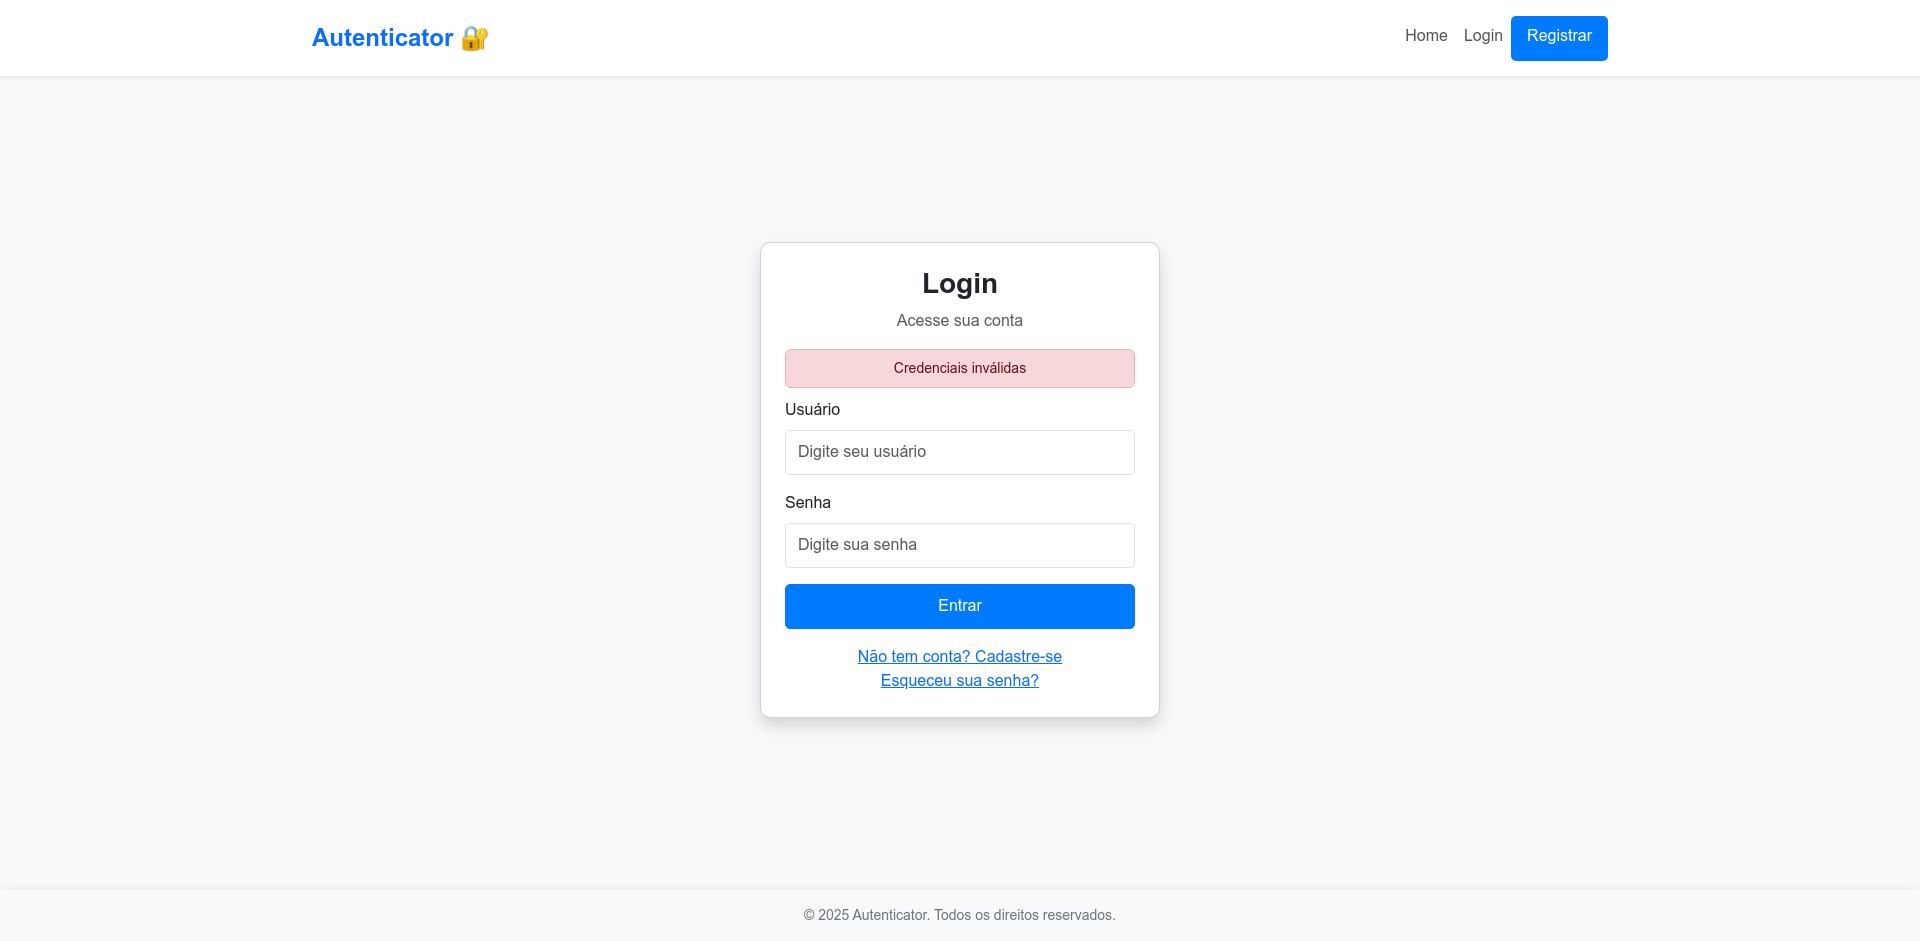 Autenticator 🔐
Home Login Registrar
Login
Acesse sua conta
Credenciais inválidas
Usuário
Digite seu usuário
Senha
Digite sua senha
Entrar
Não tem conta? Cadastre-se
Esqueceu sua senha?
© 2025 Autenticator. Todos os direitos reservados.